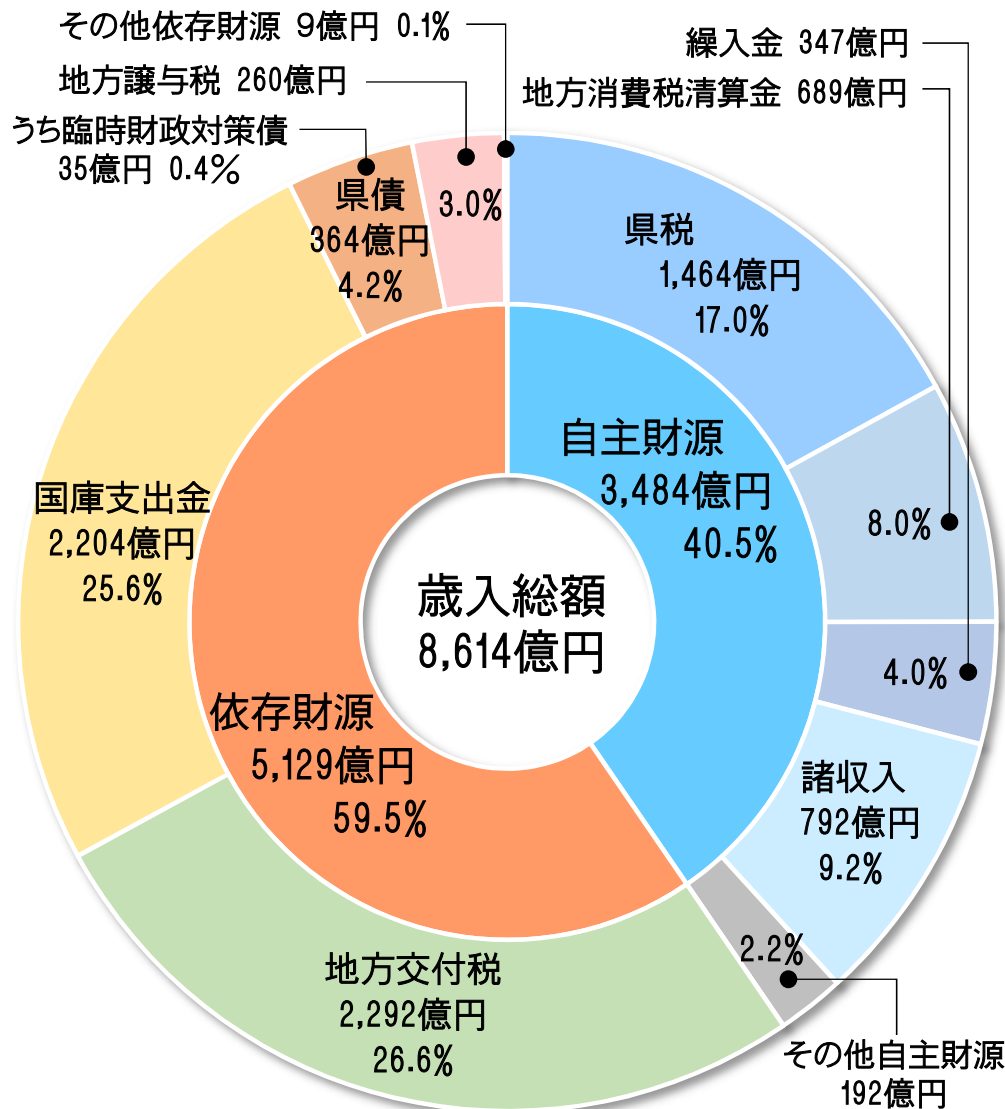 その他依存財源 9億円 0.1%
地方譲与税 260億円
うち臨時財政対策債
35億円 0.4%
繰入金 347億円
地方消費税清算金 689億円
県債
364億円
4.2%
3.0%
県税
1,464億円
17.0%
自主財源
3,484億円
40.5%
8.0%
国庫支出金
2,204億円
25.6%
歳入総額
8,614億円
4.0%
依存財源
5,129億円
59.5%
諸収入
792億円
9.2%
2.2%
地方交付税
2,292億円
26.6%
その他自主財源
192億円